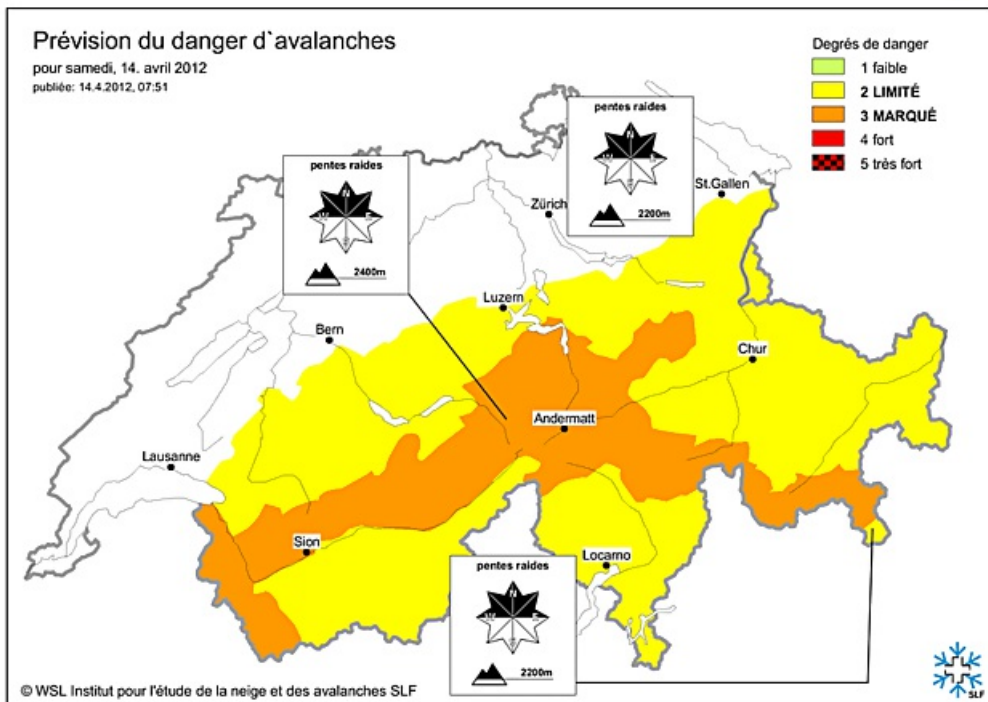 Prévision du danger d`avalanches
pour samedi, 14. avril 2012
publiée: 14.4.2012, 07:51
Degrés de danger
1 faible
2 LIMITÉ
3 MARQUÉ
4 fort
5 très fort
pentes raides
N
W E
S
2200m
pentes raides
N
W E
S
2400m
St.Gallen
Zürich
Luzern
Bern
Chur
Andermatt
Lausanne
Sion
Locarno
pentes raides
N
W E
S
2200m
© WSL Institut pour l'étude de la neige et des avalanches SLF
SLF